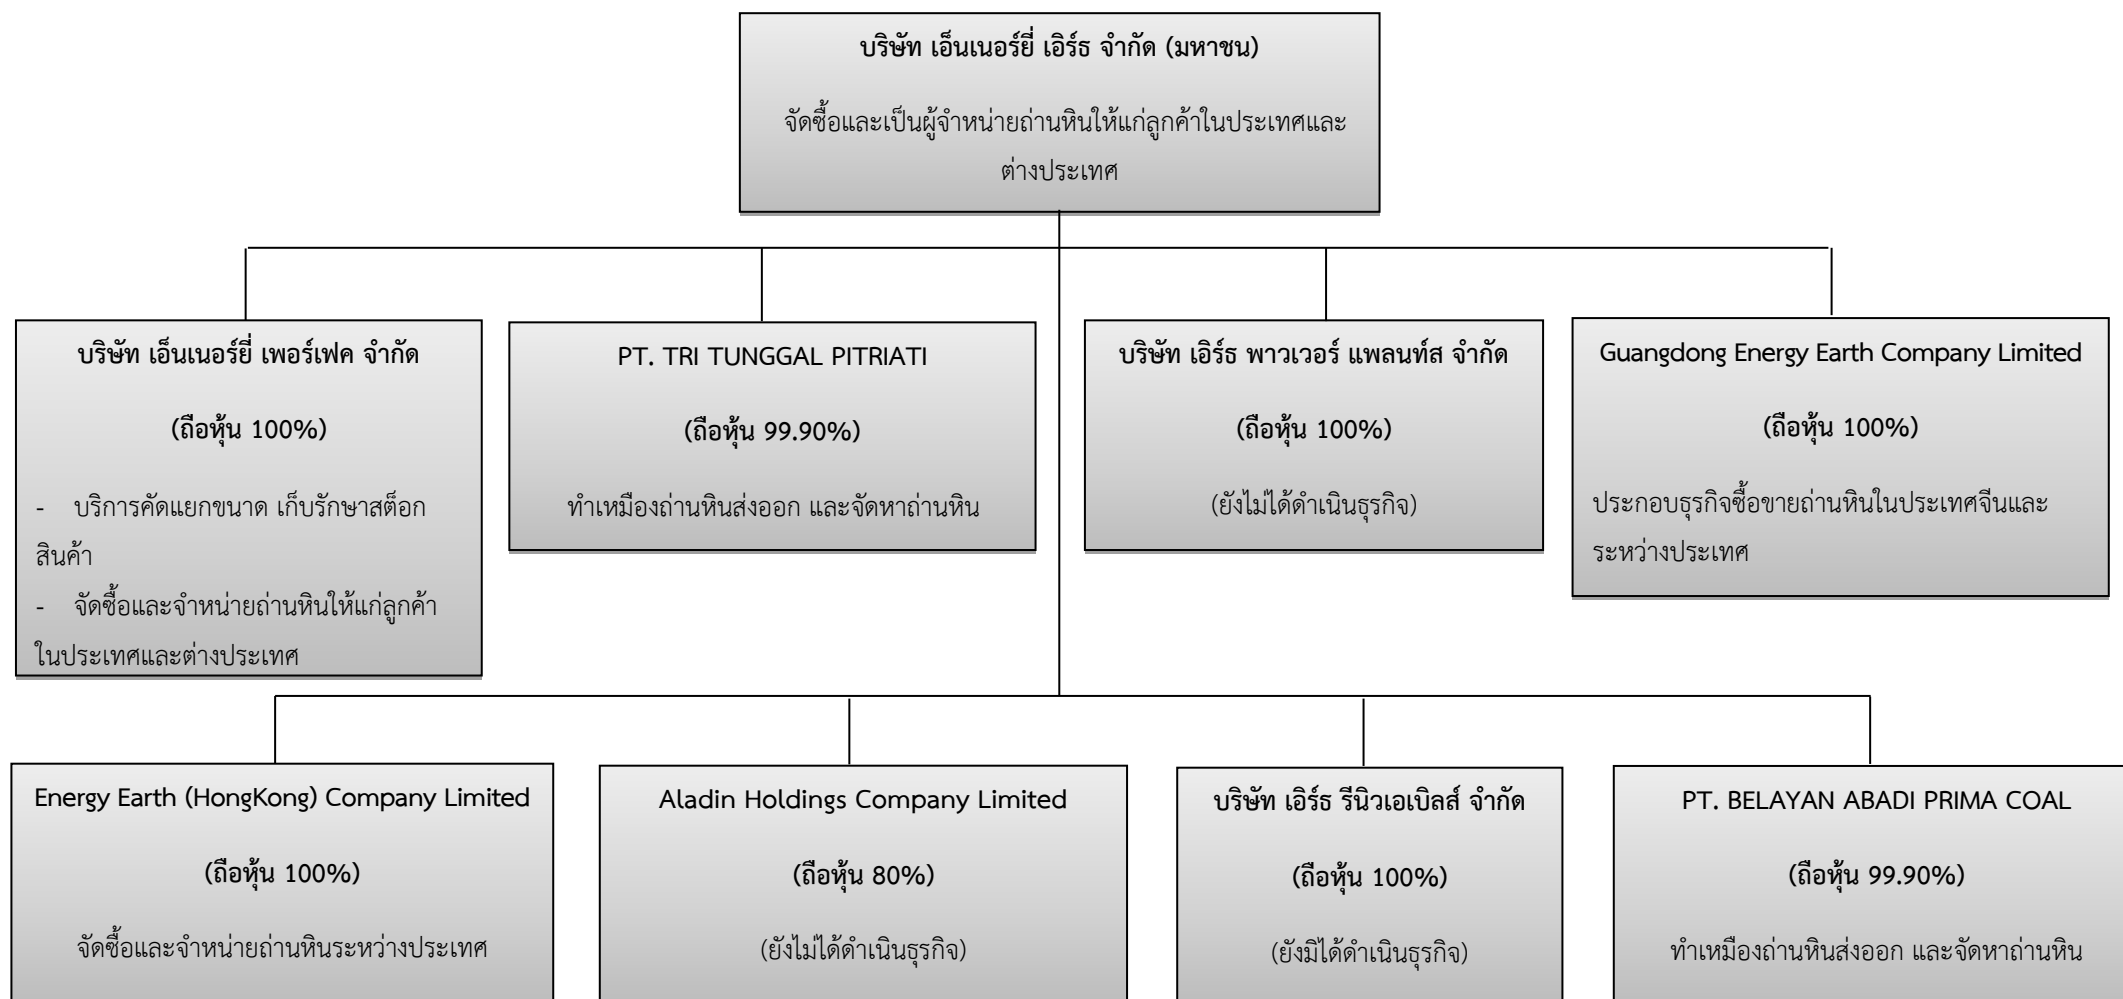 บริษัท เอ็นเนอร์ยี่ เอิร์ธ จำกัด (มหาชน)
จัดซื้อและเป็นผู้จำหน่ายถ่านหินให้แก่ลูกค้าในประเทศและ
ต่างประเทศ
บริษัท เอ็นเนอร์ยี่ เพอร์เฟค จำกัด
(ถือหุ้น 100%)
- บริการคัดแยกขนาด เก็บรักษาสต็อก
สินค้า
- จัดซื้อและจำหน่ายถ่านหินให้แก่ลูกค้า
ในประเทศและต่างประเทศ
PT. TRI TUNGGAL PITRIATI
(ถือหุ้น 99.90%)
ทำเหมืองถ่านหินส่งออก และจัดหาถ่านหิน
บริษัท เอิร์ธ พาวเวอร์ แพลนท์ส จำกัด
(ถือหุ้น 100%)
(ยังไม่ได้ดำเนินธุรกิจ)
Guangdong Energy Earth Company Limited
(ถือหุ้น 100%)
ประกอบธุรกิจซื้อขายถ่านหินในประเทศจีนและ
ระหว่างประเทศ
Energy Earth (HongKong) Company Limited
(ถือหุ้น 100%)
จัดซื้อและจำหน่ายถ่านหินระหว่างประเทศ
Aladin Holdings Company Limited
(ถือหุ้น 80%)
(ยังไม่ได้ดำเนินธุรกิจ)
บริษัท เอิร์ธ รีนิวเอเบิลส์ จำกัด
(ถือหุ้น 100%)
(ยังมิได้ดำเนินธุรกิจ)
PT. BELAYAN ABADI PRIMA COAL
(ถือหุ้น 99.90%)
ทำเหมืองถ่านหินส่งออก และจัดหาถ่านหิน